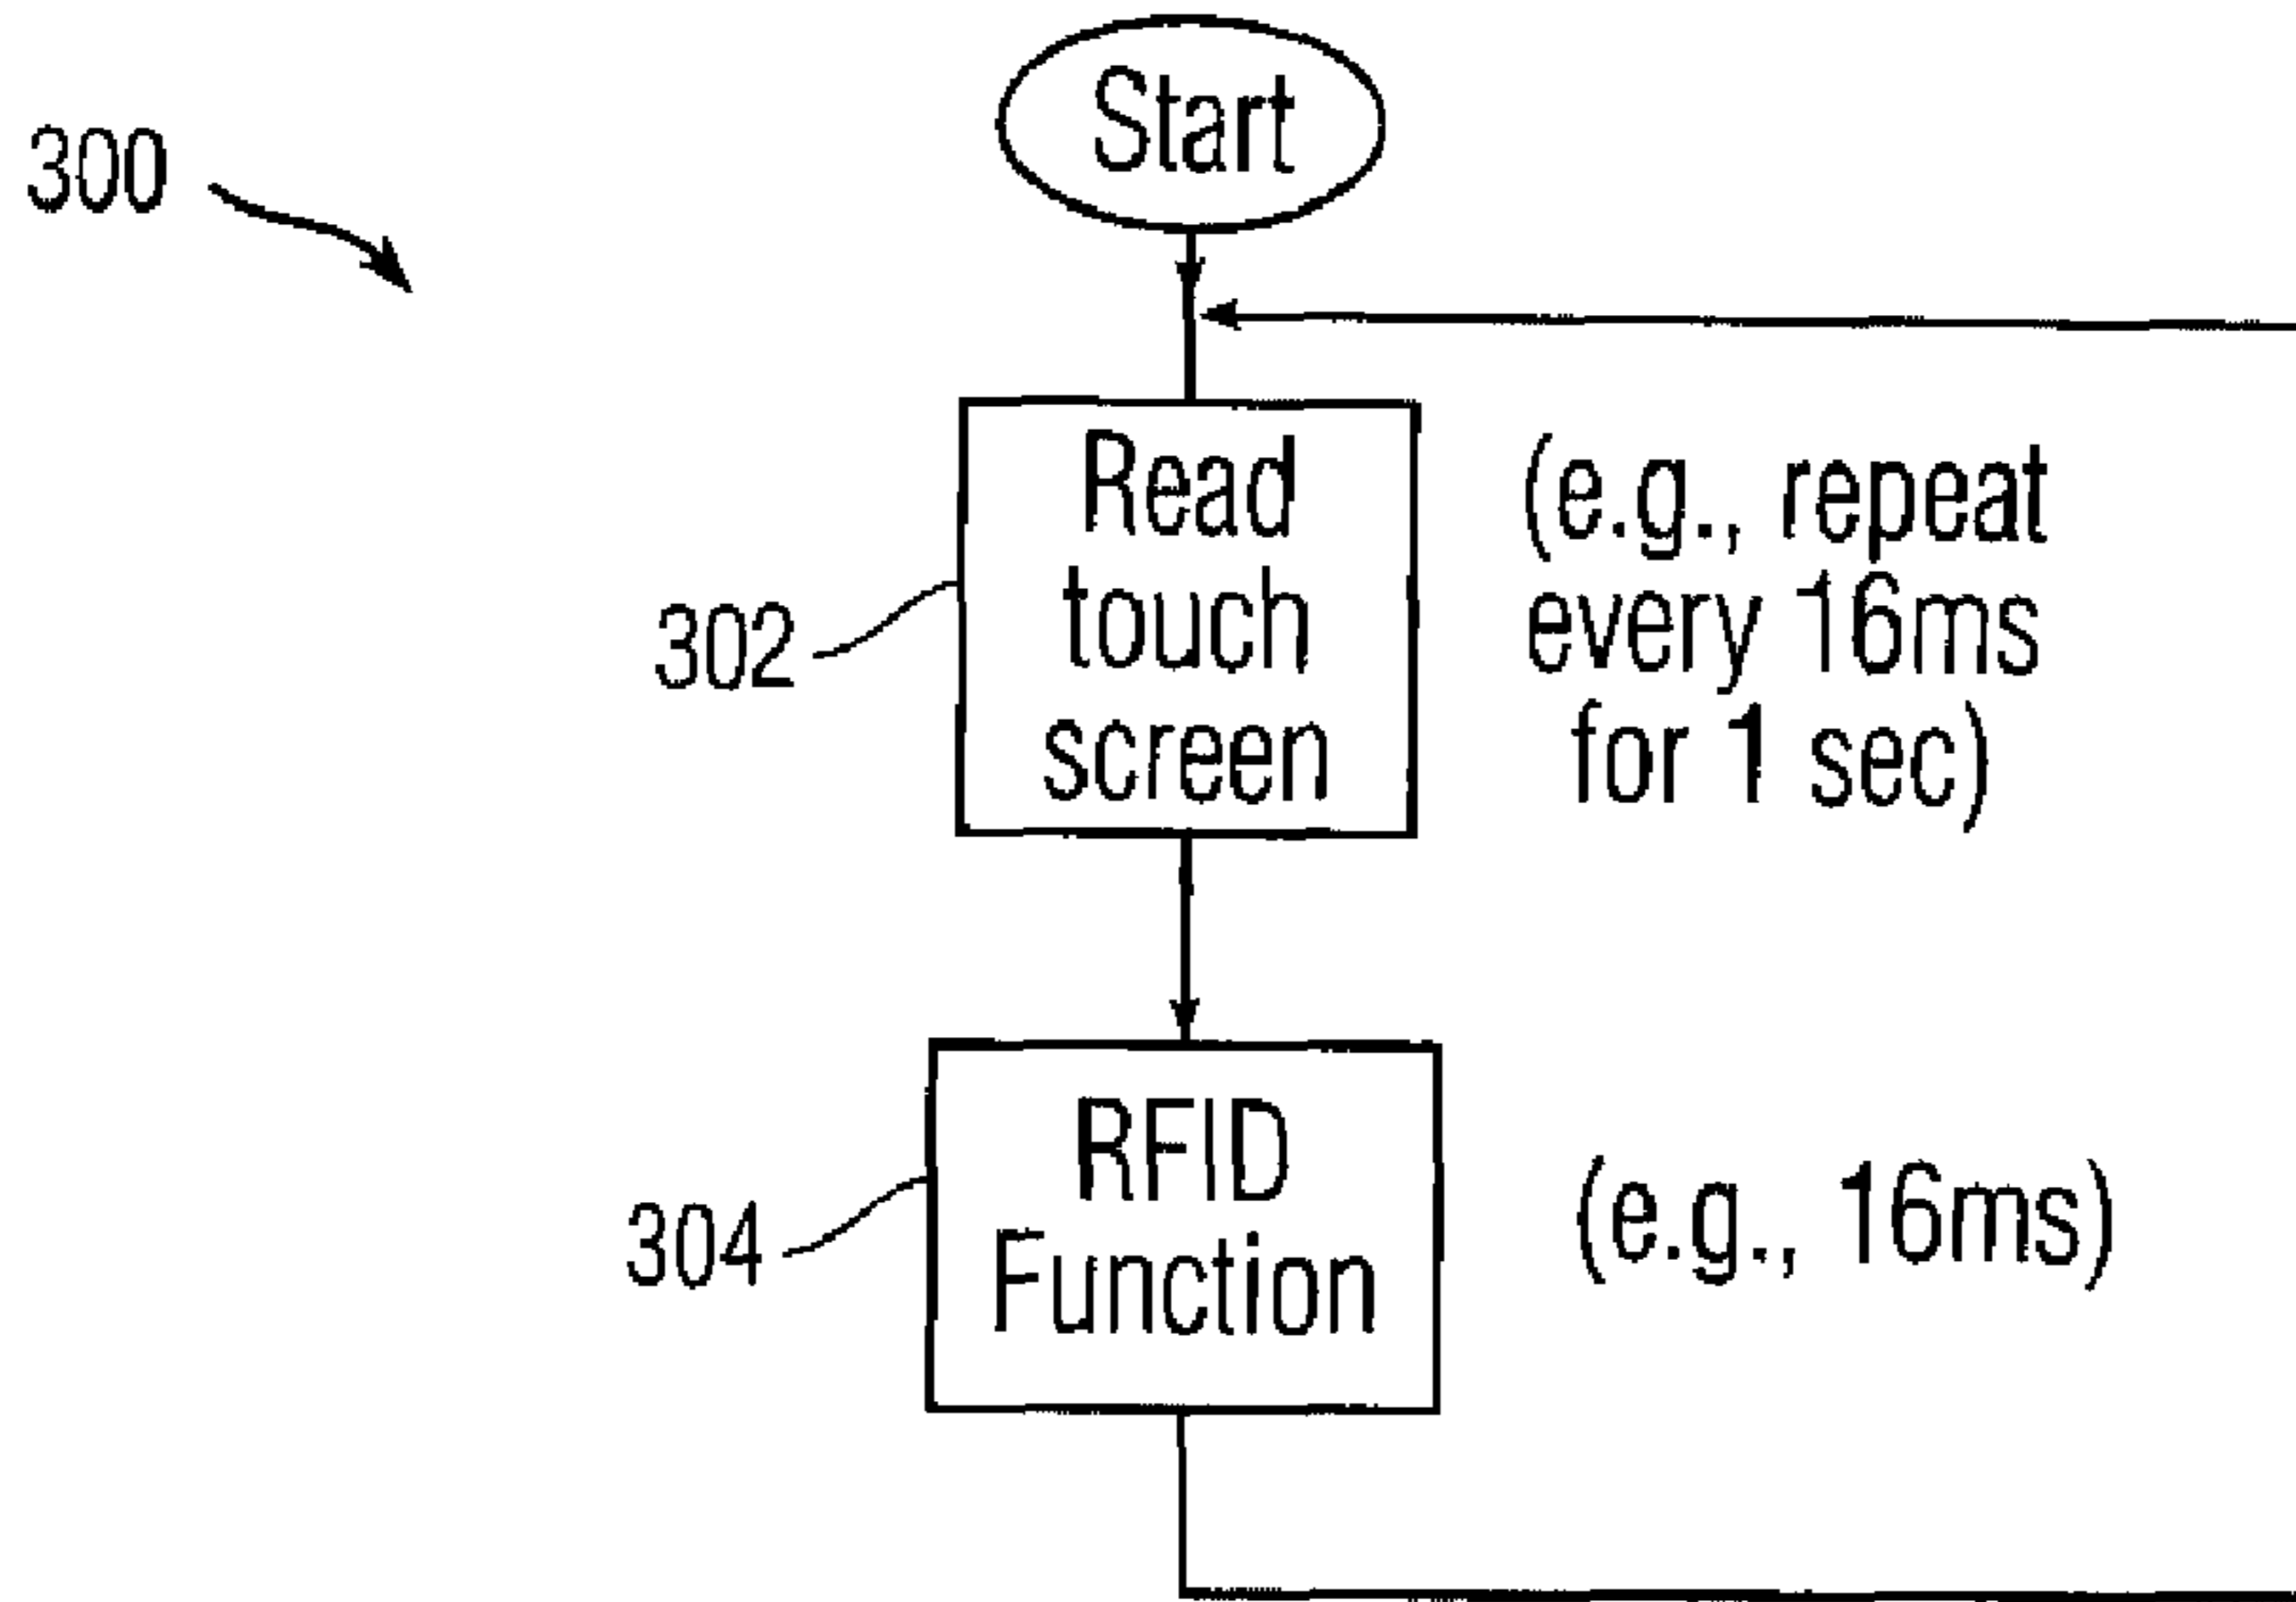 Start
300
Read
touch
screen
(e.g., repeat
every 16ms
for 1 sec)
302
RFID
Function
(e.g., 16ms)
304